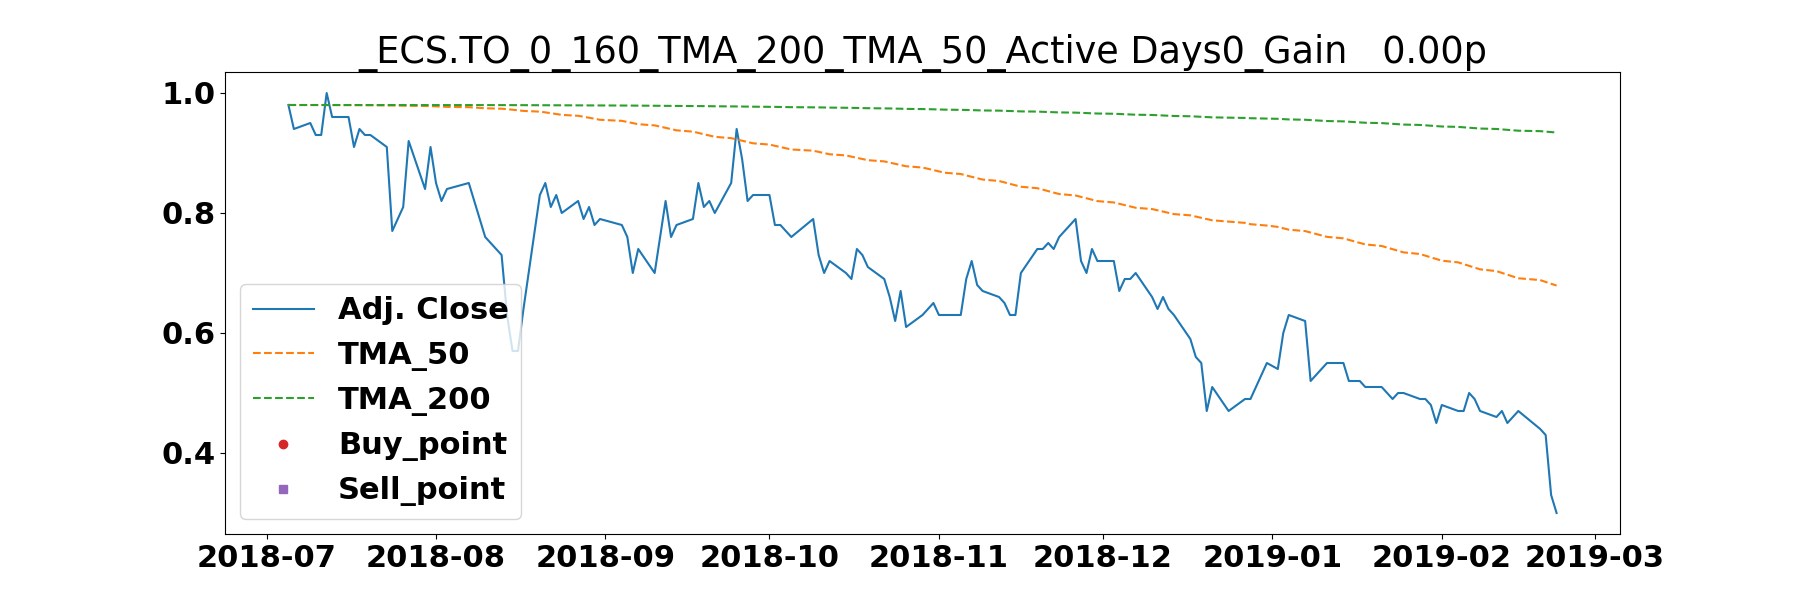 _ECS.TO_0_160_TMA_200_TMA_50_Active Days0_Gain   0.00p
1.0
0.8
0.6
0.4
Adj. Close
TMA_50
TMA_200
Buy_point
Sell_point
2018-07 2018-08 2018-09 2018-10 2018-11 2018-12 2019-01 2019-02 2019-03